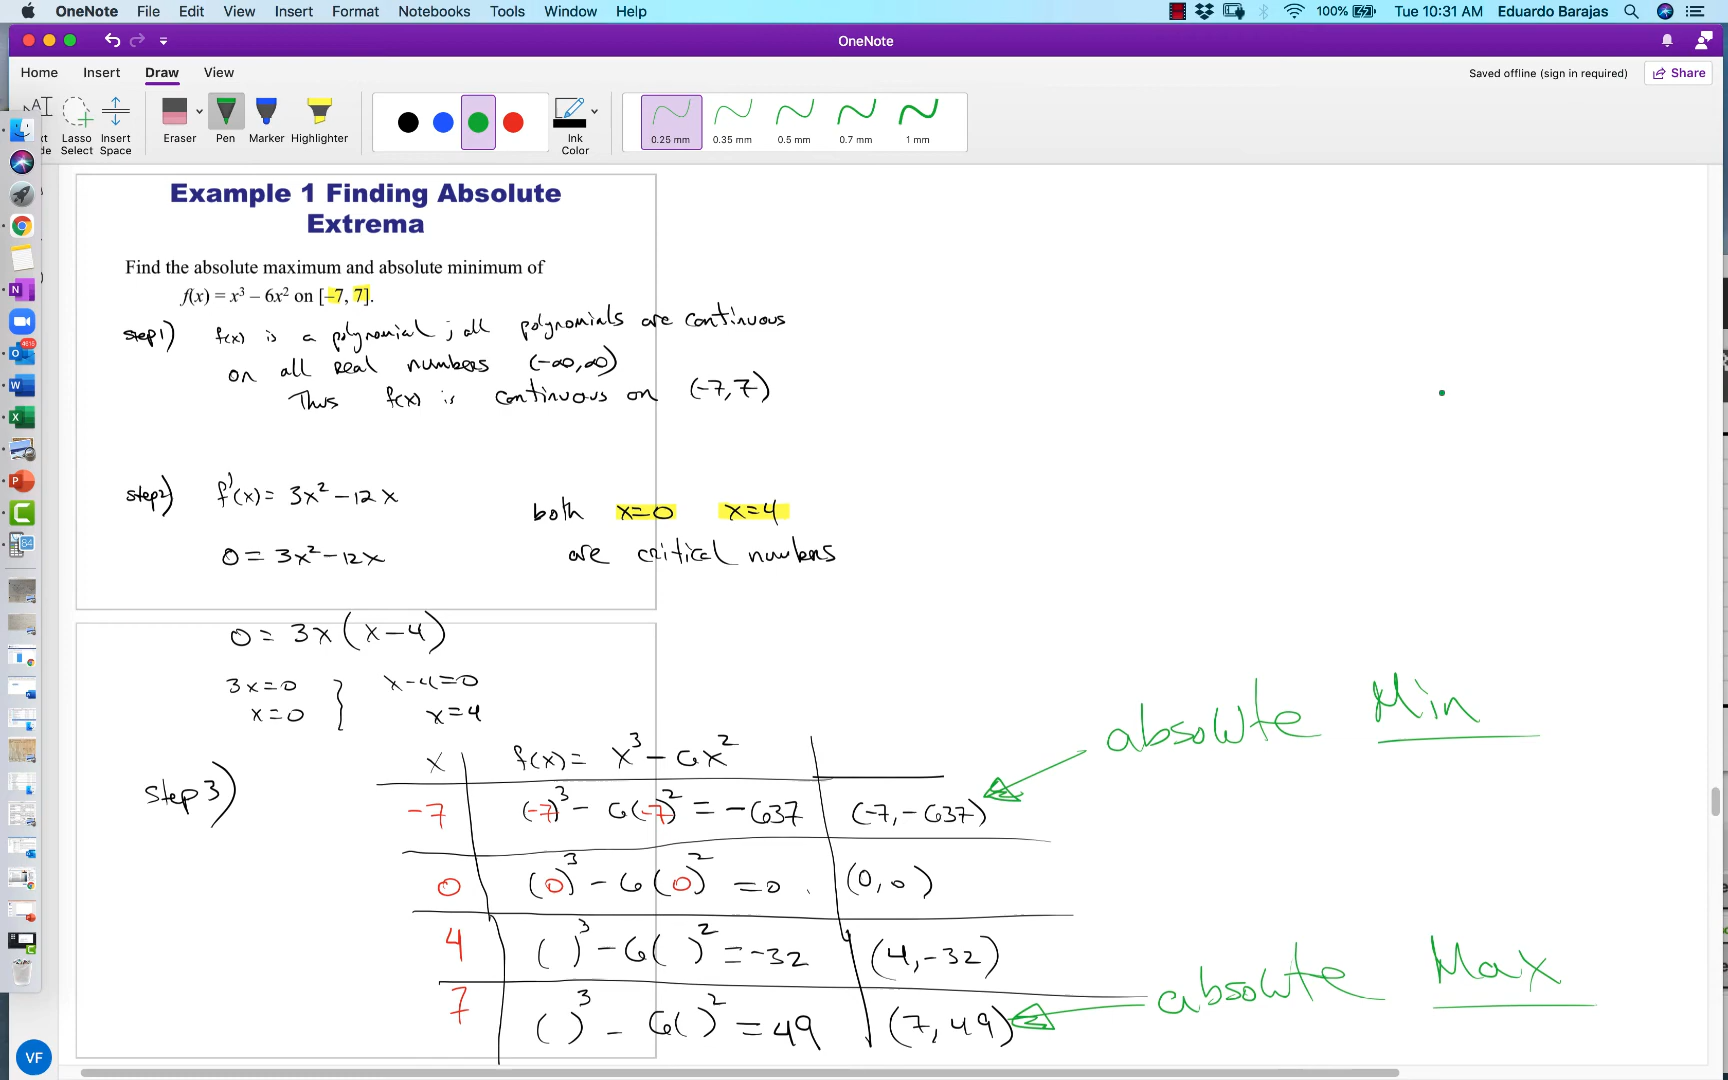 OneNote File Edit View Insert Format Notebooks Tools Window Help 100% Tue 10:31 AM Eduardo Barajas
OneNote
Home Insert Draw View Saved offline (sign in required) Share
Lasso Select
Insert Space
Eraser
Pen
Marker
Highlighter
Ink Color
0.25 mm 0.35 mm 0.5 mm 0.7 mm 1 mm
Example 1 Finding Absolute
Extrema
Find the absolute maximum and absolute minimum of
f(x) = x³ – 6x² on [–7, 7].
step1) f(x) is a polynomial ; all polynomials are continuous
on all real numbers (-∞,∞)
Thus f(x) is continuous on (-7,7)
step2) f'(x) = 3x² - 12x
both x=0 x=4
0 = 3x² - 12x
are critical numbers
0 = 3x(x-4)
3x=0 } x-4=0
x=0 x=4
absolute Min
step3)
x f(x) = x³ - 6x²
-7 (-7)³ - 6(-7)² = -637 (-7,-637)
0 (0)³ - 6(0)² = 0 (0,0)
4 ( )³ - 6( )² = -32 (4,-32)
absolute Max
7 ( )³ - 6( )² = 49 (7,49)
VF